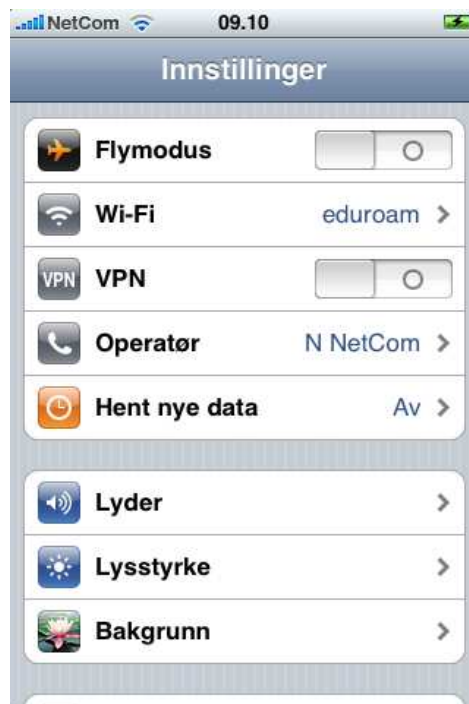 NetCom 09.10
Innstillinger
Flymodus
Wi-Fi eduroam
VPN VPN
Operatør N NetCom
Hent nye data Av
Lyder
Lysstyrke
Bakgrunn